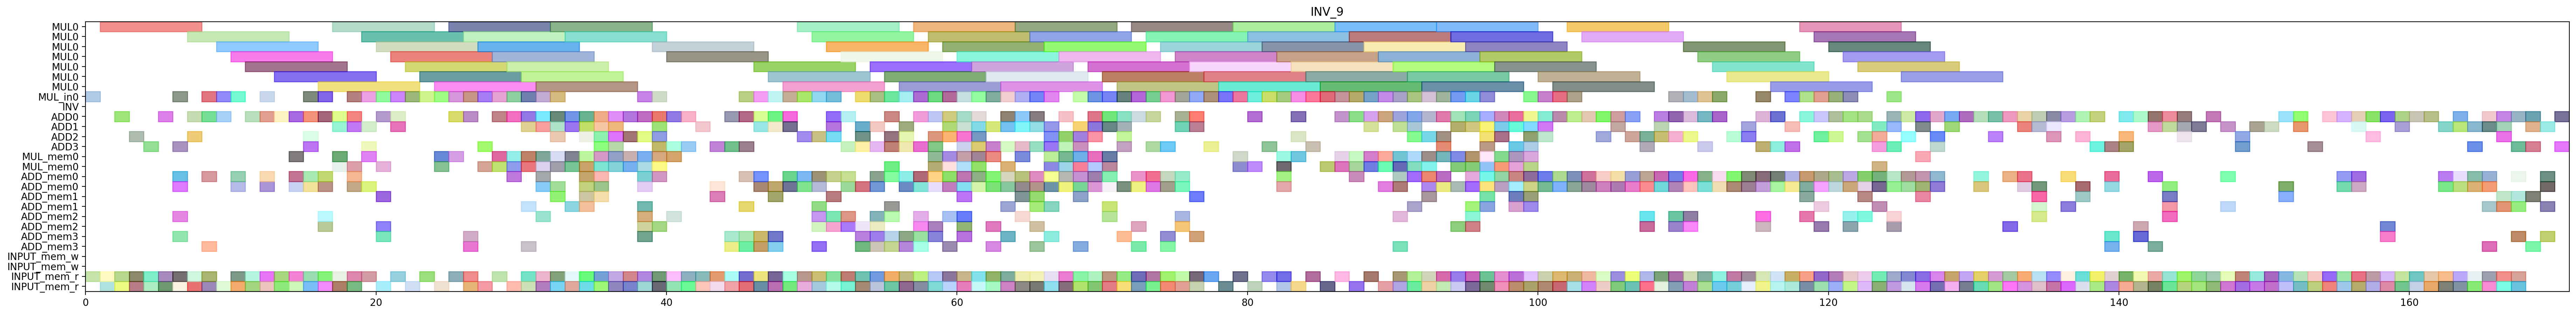 INV_9
MUL0
MUL0
MUL0
MUL0
MUL0
MUL0
MUL0
MUL_in0
INV
ADD0
ADD1
ADD2
ADD3
MUL_mem0
MUL_mem0
ADD_mem0
ADD_mem0
ADD_mem1
ADD_mem1
ADD_mem2
ADD_mem2
ADD_mem3
ADD_mem3
INPUT_mem_w
INPUT_mem_w
INPUT_mem_r
INPUT_mem_r
0 20 40 60 80 100 120 140 160